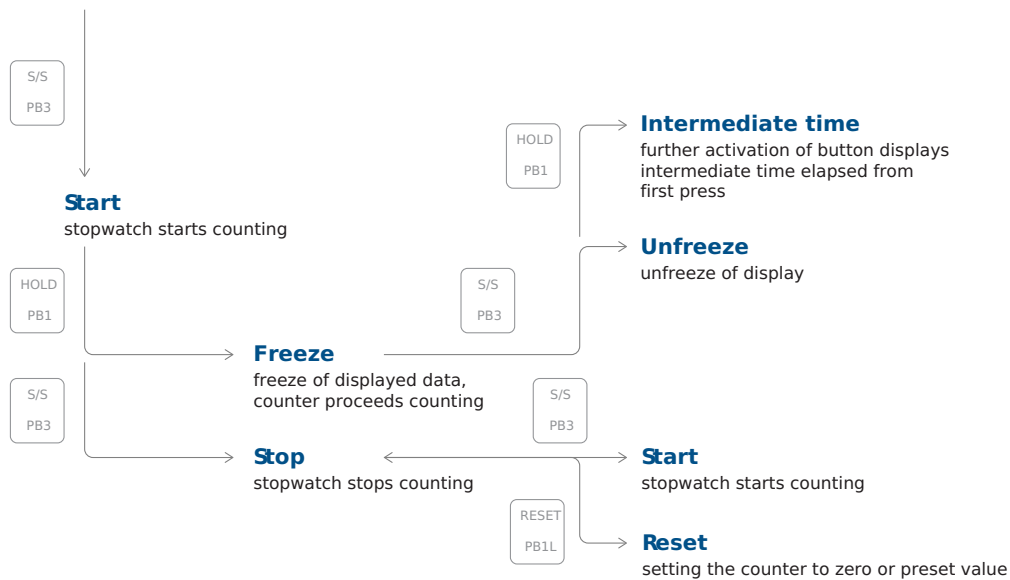 S/S
PB3
Start
stopwatch starts counting
HOLD
PB1
Intermediate time
further activation of button displays
intermediate time elapsed from
first press
Unfreeze
unfreeze of display
HOLD
PB1
S/S
PB3
Freeze
freeze of displayed data,
counter proceeds counting
S/S
PB3
S/S
PB3
Stop
stopwatch stops counting
Start
stopwatch starts counting
RESET
PB1L
Reset
setting the counter to zero or preset value